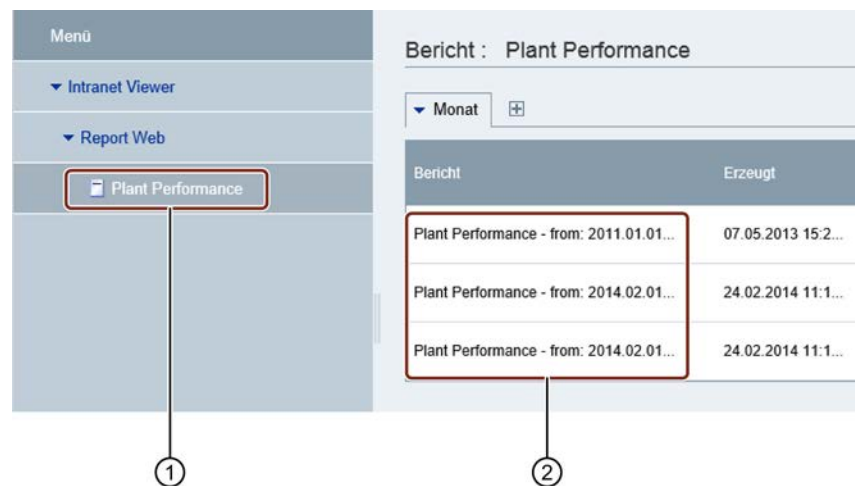 Menü
Intranet Viewer
Report Web
Plant Performance
Bericht : Plant Performance
Monat
Bericht Erzeugt
Plant Performance - from: 2011.01.01... 07.05.2013 15:2...
Plant Performance - from: 2014.02.01... 24.02.2014 11:1...
Plant Performance - from: 2014.02.01... 24.02.2014 11:1...
① ②